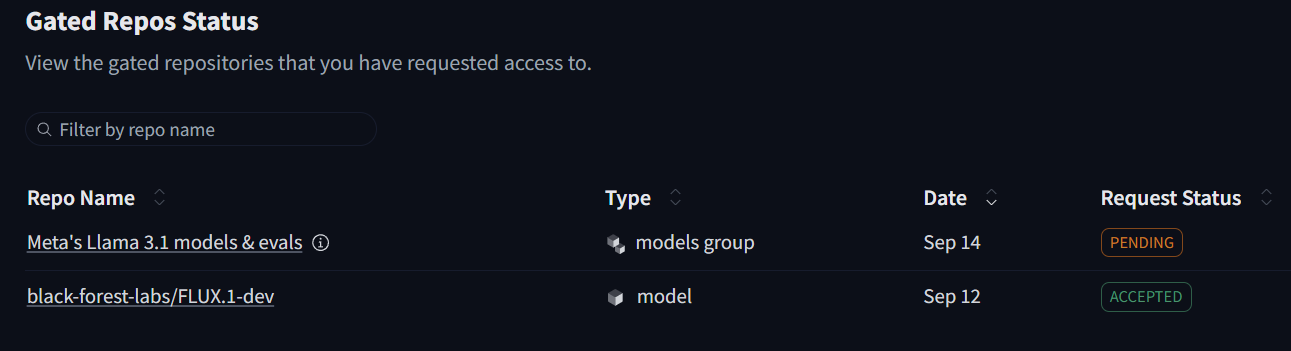 Gated Repos Status
View the gated repositories that you have requested access to.
Filter by repo name
Repo Name Type Date Request Status
Meta's Llama 3.1 models & evals models group Sep 14 PENDING
black-forest-labs/FLUX.1-dev model Sep 12 ACCEPTED